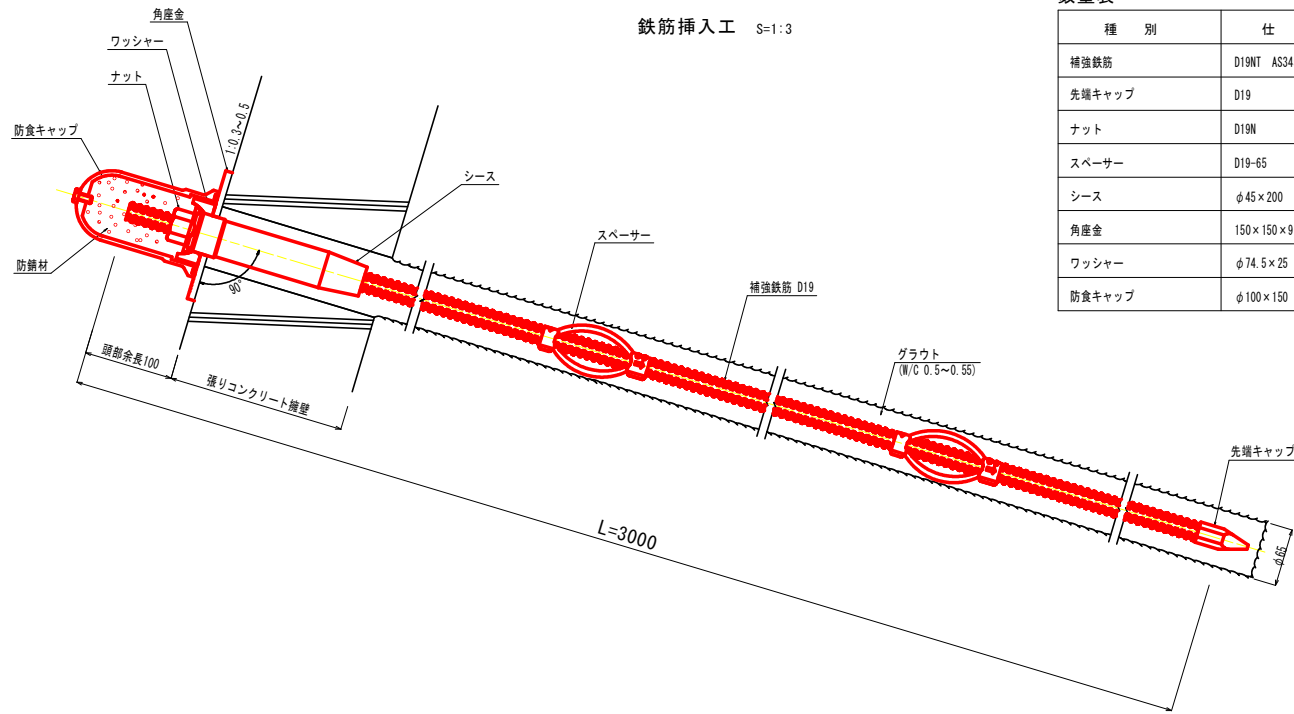 鉄筋挿入工 S=1:3
角座金
ワッシャー
ナット
防食キャップ
1:0.3~0.5
シース
スペーサー
補強鉄筋 D19
グラウト
(W/C 0.5~0.55)
先端キャップ
防錆材
90°
頭部余長100
張りコンクリート擁壁
L=3000
φ65
種 別 仕
補強鉄筋 D19NT AS34
先端キャップ D19
ナット D19N
スペーサー D19-65
シース φ45×200
角座金 150×150×9
ワッシャー φ74.5×25
防食キャップ φ100×150